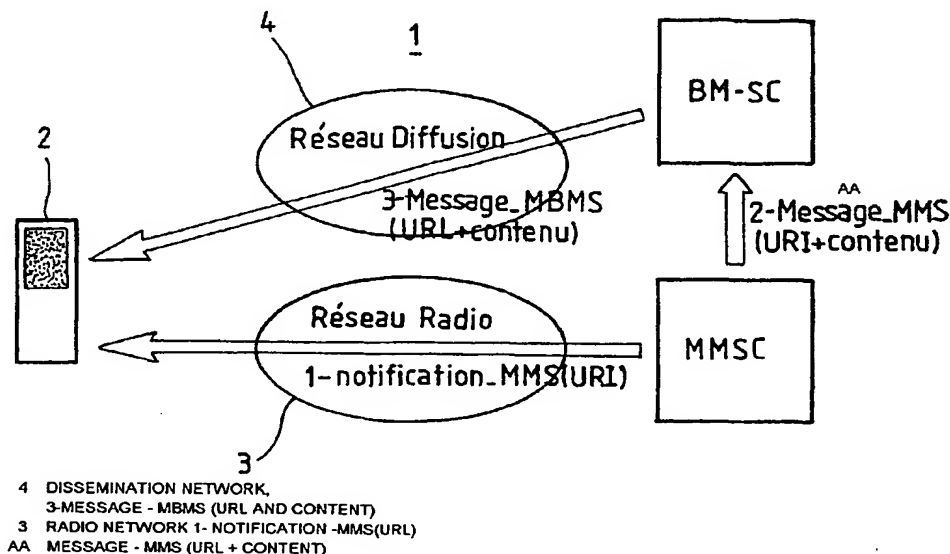 4
1
BM-SC
2
Réseau Diffusion
3-Message_MBMS
(URL+contenu)
AA
2-Message_MMS
(URI+contenu)
Réseau Radio
1-notification_MMS(URI)
MMSC
3
4 DISSEMINATION NETWORK,
3-MESSAGE - MBMS (URL AND CONTENT)
3 RADIO NETWORK 1- NOTIFICATION -MMS(URL)
AA MESSAGE - MMS (URL + CONTENT)